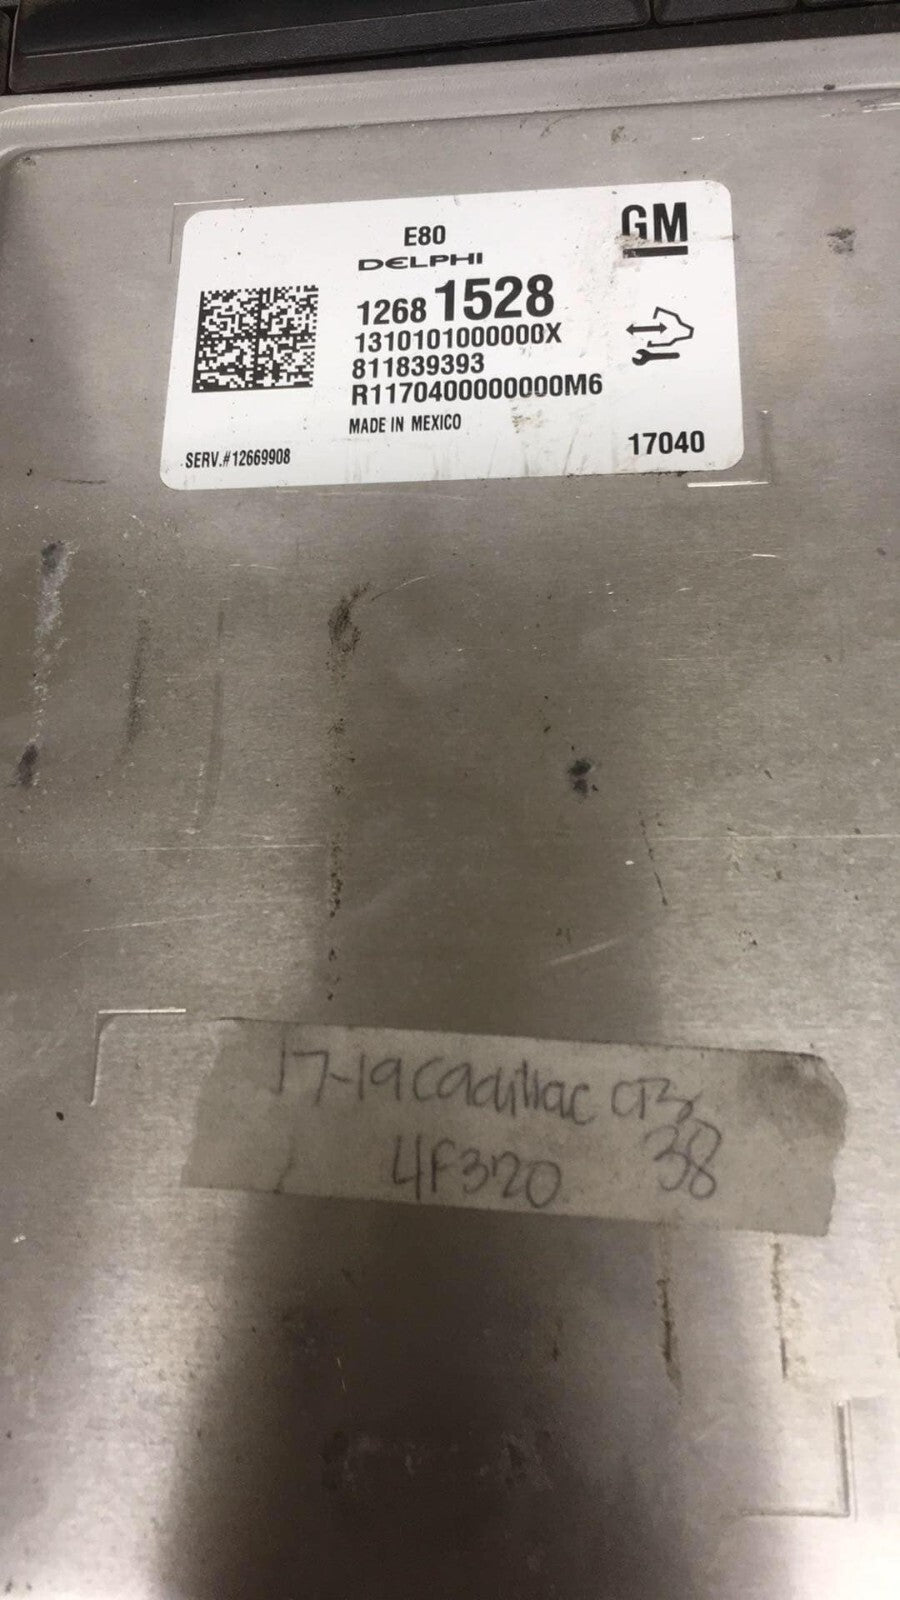 E80
GM
DELPHI
1268 1528
1310101000000X
811839393
R1170400000000M6
MADE IN MEXICO
SERV.#12669908
17040
17-19 Cadillac
4F320 38